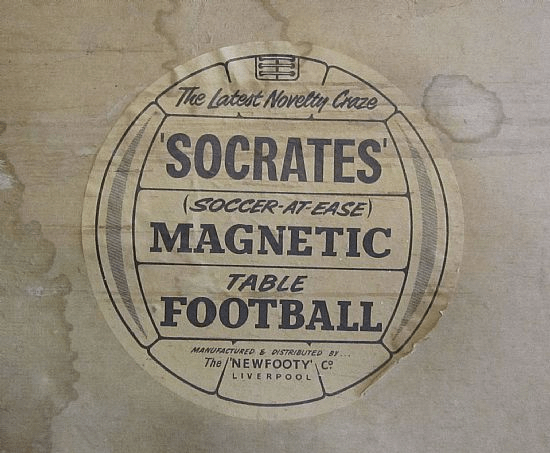 The Latest Novelty Craze
'SOCRATES'
(SOCCER-AT-EASE)
MAGNETIC
TABLE
FOOTBALL
MANUFACTURED & DISTRIBUTED BY...
The 'NEWFOOTY' Co
LIVERPOOL